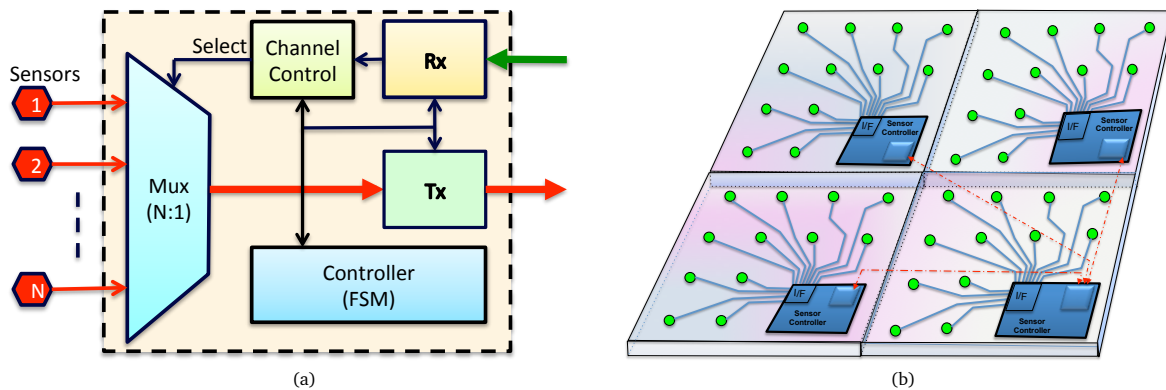 Sensors
1
2
N
Mux
(N:1)
Select
Channel
Control
Rx
Tx
Controller
(FSM)
(a)
I/F
Sensor
Controller
I/F
Sensor
Controller
I/F
Sensor
Controller
I/F
Sensor
Controller
(b)